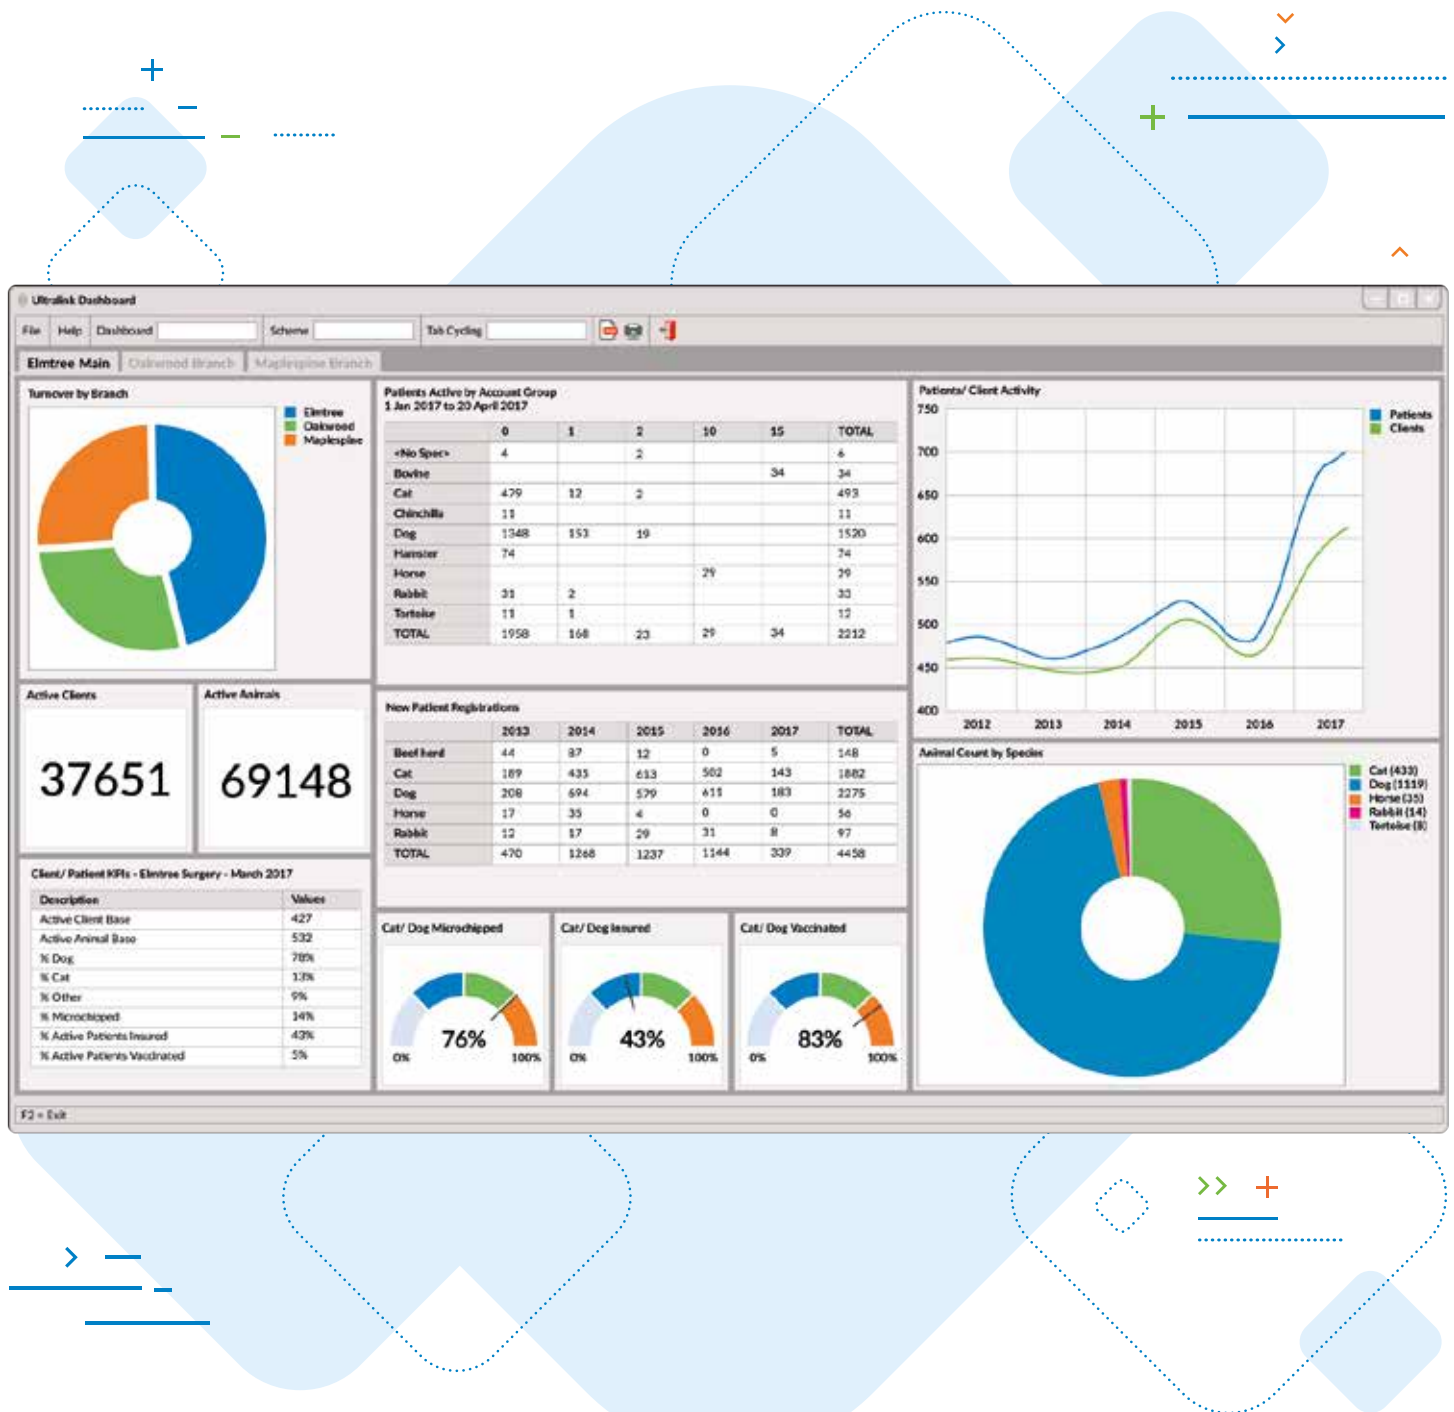 Ultralink Dashboard
File Help Dashboard Scheme Tab Cycling
Elmtree Main Oakwood Branch Maplespine Branch
Turnover by Branch
Elmtree
Oakwood
Maplespine
Active Clients
37651
Active Animals
69148
Client/ Patient KPIs - Elmtree Surgery - March 2017
Description Values
Active Client Base 427
Active Animal Base 532
% Dog 78%
% Cat 13%
% Other 9%
% Microchipped 14%
% Active Patients Insured 43%
% Active Patients Vaccinated 5%
Patients Active by Account Group
1 Jan 2017 to 20 April 2017
0 1 2 10 15 TOTAL
<No Spec> 4 2 6
Bovine 34 34
Cat 479 12 2 493
Chinchilla 11 11
Dog 1348 153 19 1520
Hamster 74 74
Horse 29 29
Rabbit 31 2 33
Tortoise 11 1 12
TOTAL 1958 168 23 29 34 2212
New Patient Registrations
2013 2014 2015 2016 2017 TOTAL
Beef herd 44 87 12 0 5 148
Cat 189 435 613 502 143 1882
Dog 208 694 579 611 183 2275
Horse 17 35 4 0 0 56
Rabbit 12 17 29 31 8 97
TOTAL 470 1268 1237 1144 339 4458
Cat/ Dog Microchipped
76%
0% 100%
Cat/ Dog Insured
43%
0% 100%
Cat/ Dog Vaccinated
83%
0% 100%
Patients/ Client Activity
750
700
650
600
550
500
450
400
2012 2013 2014 2015 2016 2017
Patients
Clients
Animal Count by Species
Cat (433)
Dog (1119)
Horse (35)
Rabbit (14)
Tortoise (8)
F2 = Exit